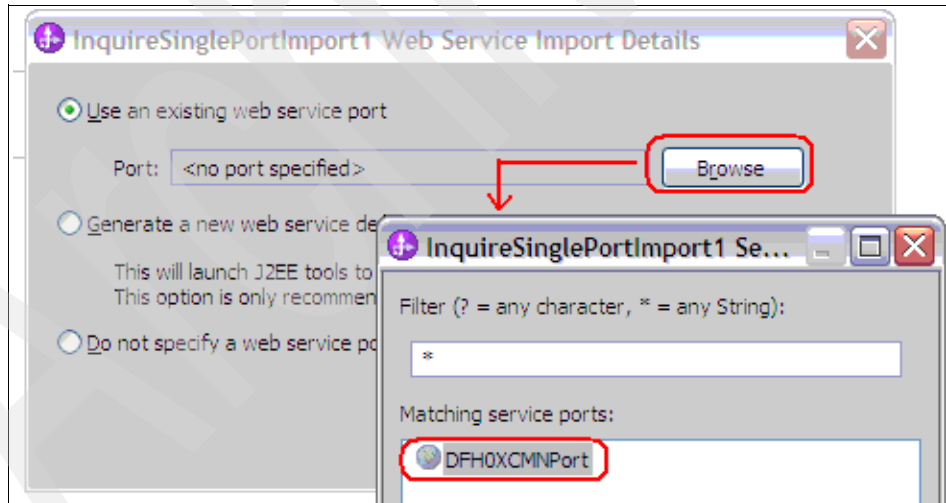 InquireSinglePortImport1 Web Service Import Details
Use an existing web service port
Port: <no port specified> Browse
Generate a new web service de
This will launch J2EE tools to
This option is only recommen
Do not specify a web service po
InquireSinglePortImport1 Se...
Filter (? = any character, * = any String):
*
Matching service ports:
DFH0XCMNPort